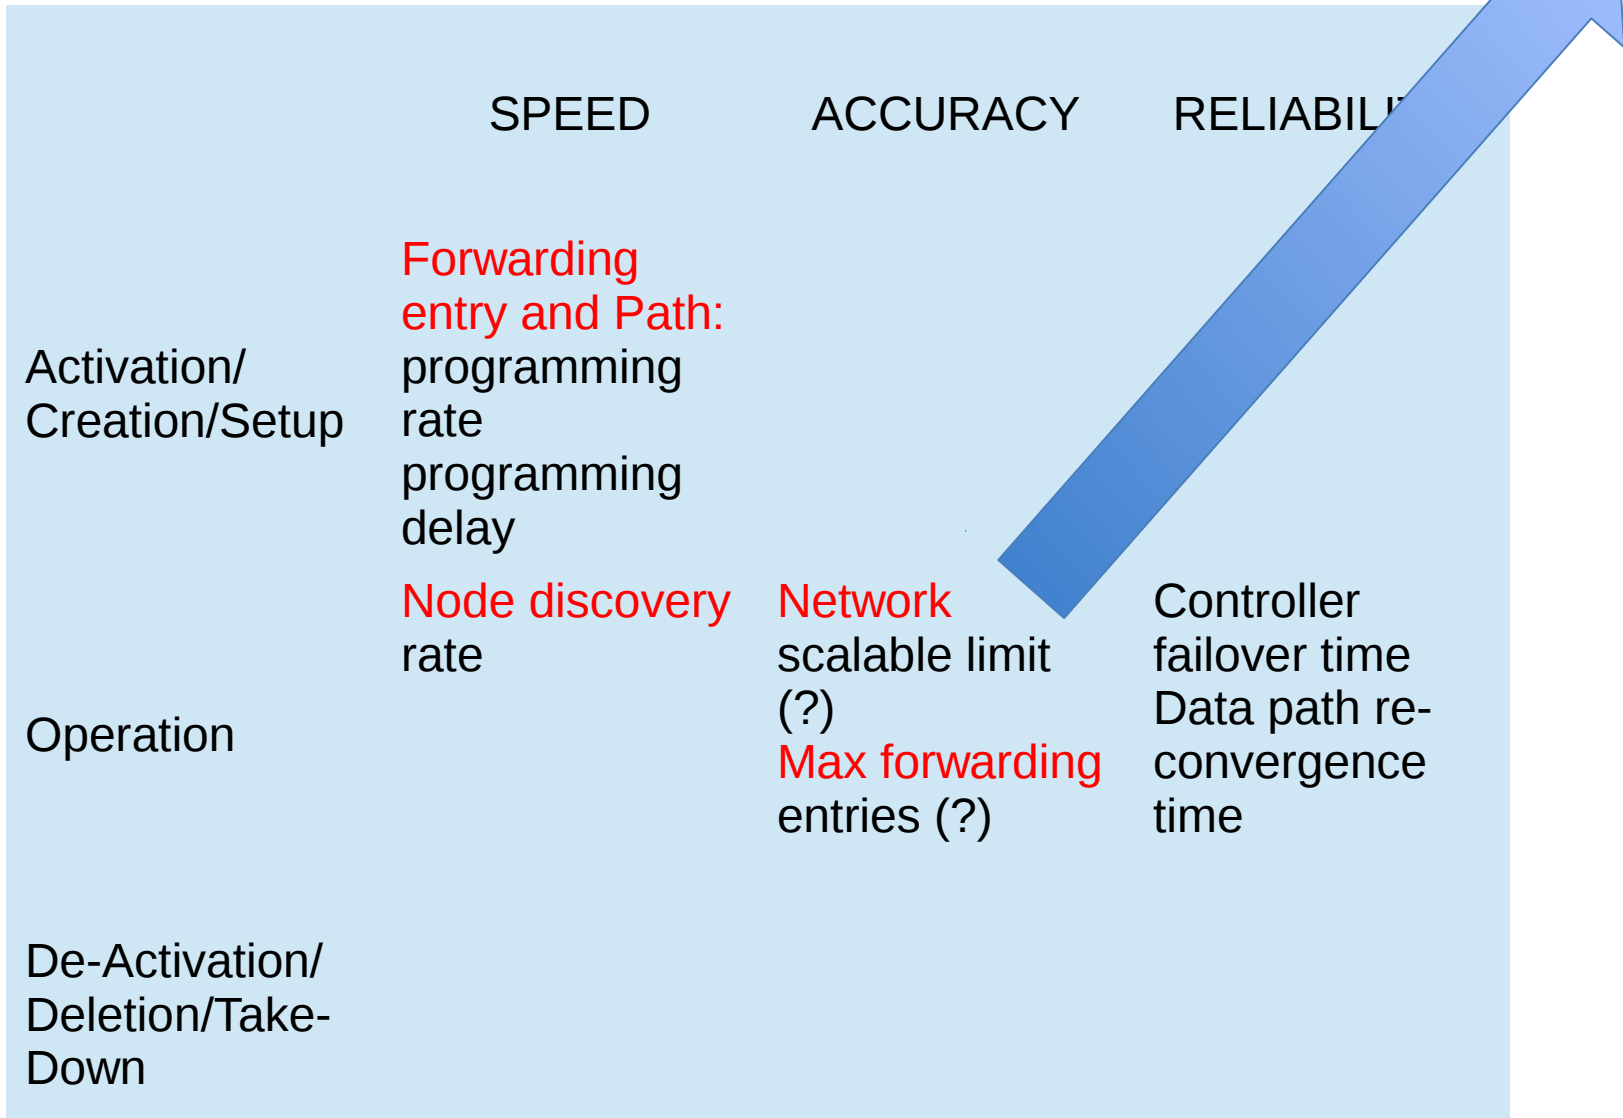 SPEED ACCURACY
Activation/
Creation/Setup
Forwarding
entry and Path:
programming
rate
programming
delay
Operation
Node discovery
rate
Network
scalable limit
(?)
Max forwarding
entries (?)
Controller
failover time
Data path re-
convergence
time
De-Activation/
Deletion/Take-
Down